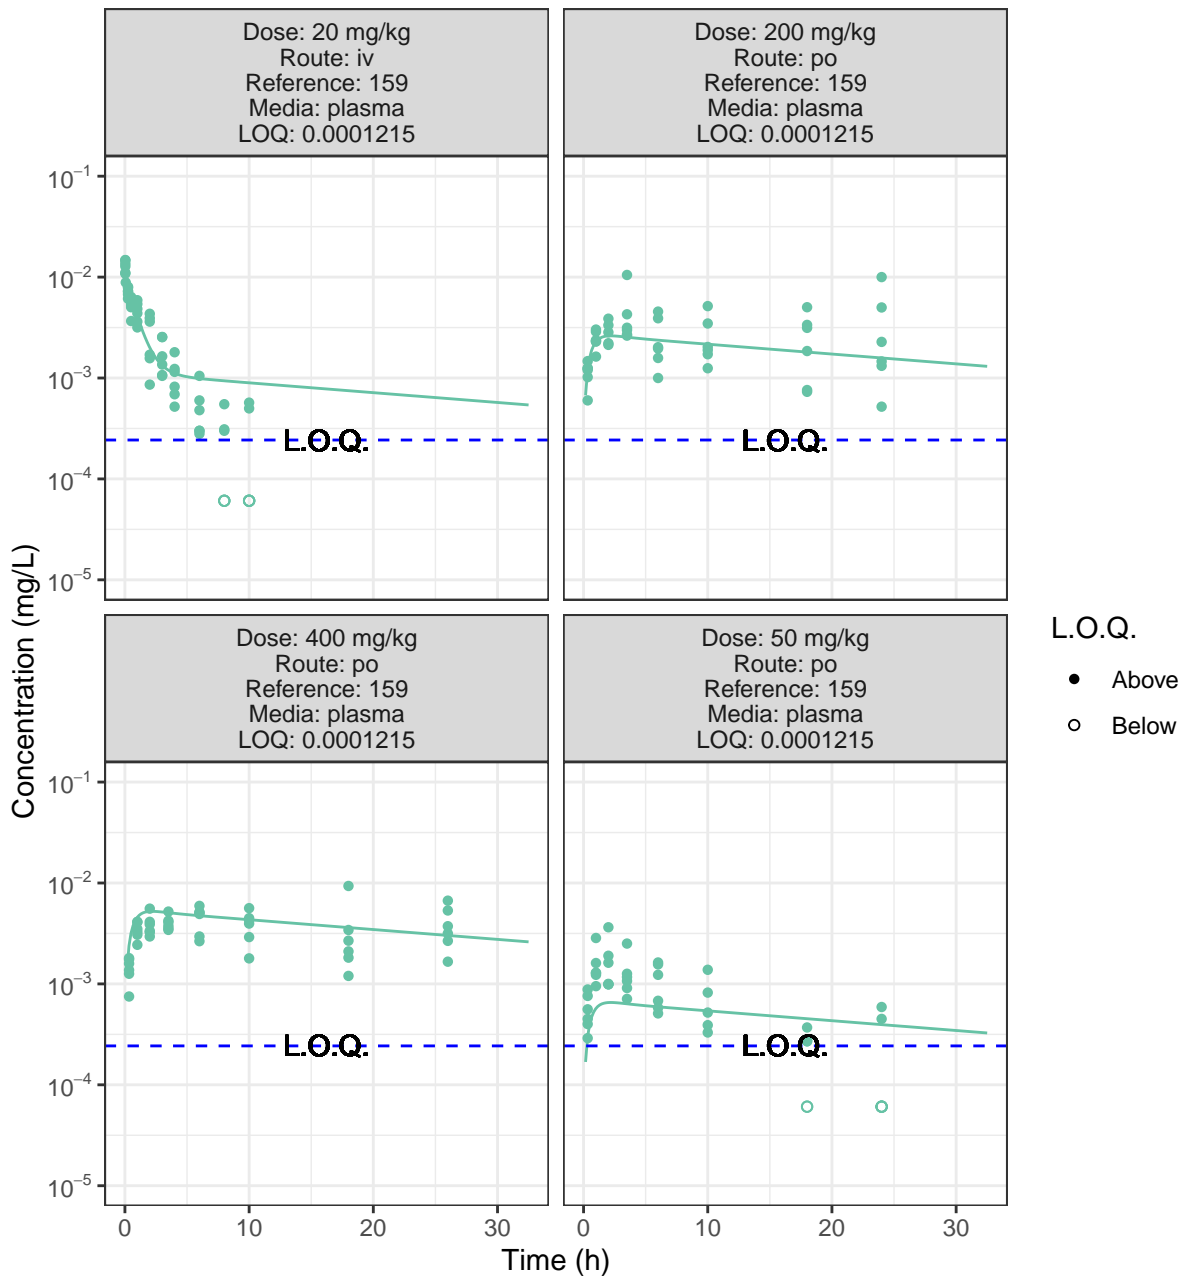 Dose: 20 mg/kg
Route: iv
Reference: 159
Media: plasma
LOQ: 0.0001215
Dose: 200 mg/kg
Route: po
Reference: 159
Media: plasma
LOQ: 0.0001215
10⁻¹
10⁻²
10⁻³
10⁻⁴
10⁻⁵
L.O.Q.
L.O.Q.
Dose: 400 mg/kg
Route: po
Reference: 159
Media: plasma
LOQ: 0.0001215
Dose: 50 mg/kg
Route: po
Reference: 159
Media: plasma
LOQ: 0.0001215
10⁻¹
10⁻²
10⁻³
10⁻⁴
10⁻⁵
L.O.Q.
L.O.Q.
0 10 20 30
0 10 20 30
Time (h)
Concentration (mg/L)
L.O.Q.
Above
Below